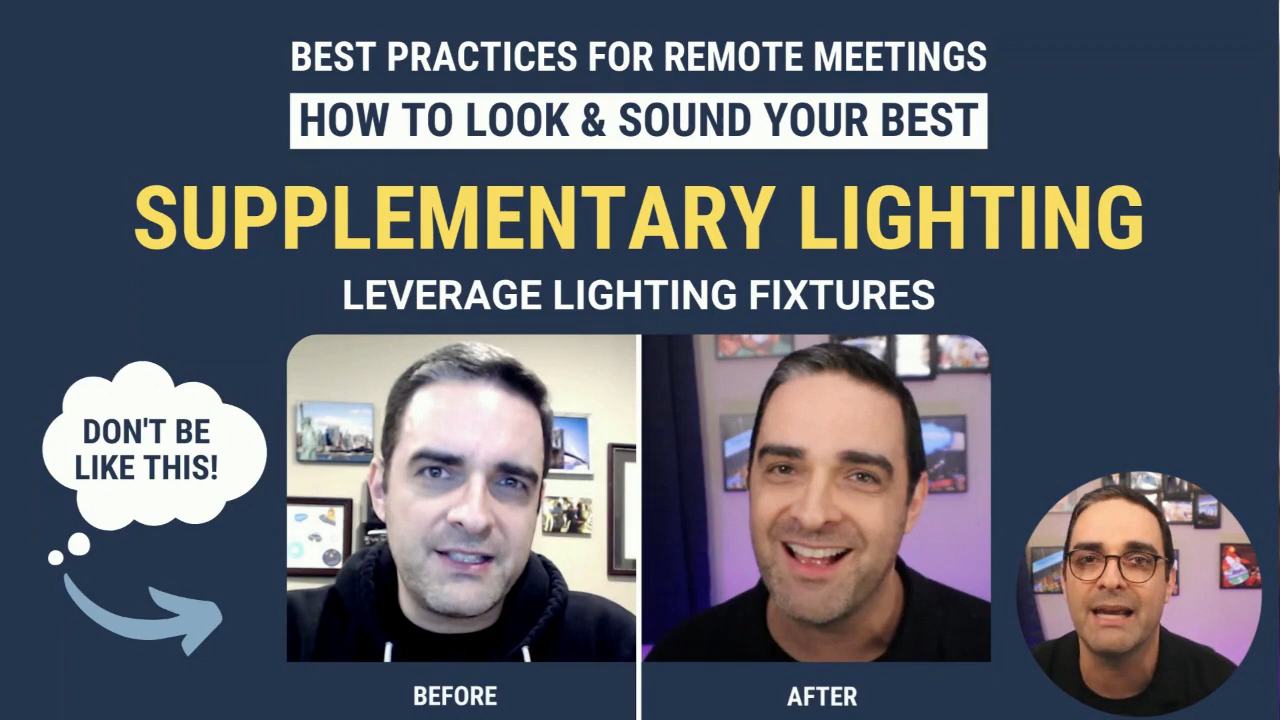 BEST PRACTICES FOR REMOTE MEETINGS
HOW TO LOOK & SOUND YOUR BEST
SUPPLEMENTARY LIGHTING
LEVERAGE LIGHTING FIXTURES
DON'T BE
LIKE THIS!
BEFORE
AFTER